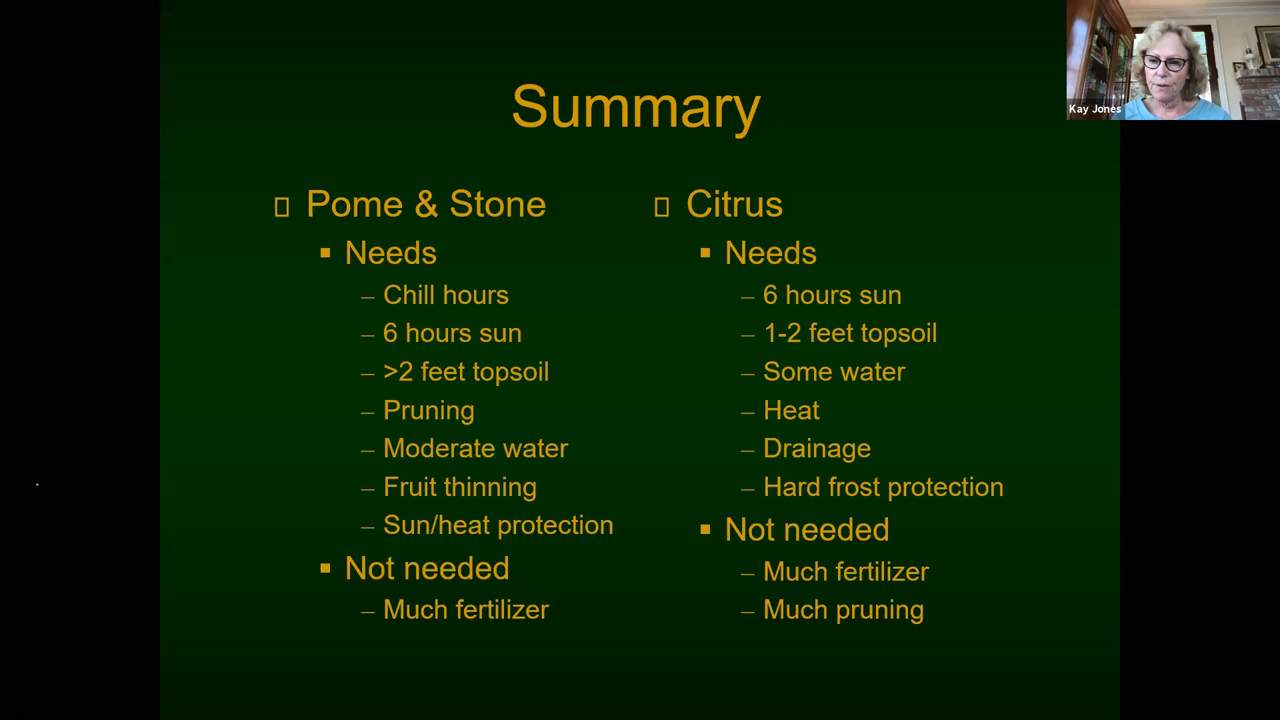 Summary
Kay Jones
Pome & Stone
Needs
– Chill hours
– 6 hours sun
– >2 feet topsoil
– Pruning
– Moderate water
– Fruit thinning
– Sun/heat protection
Not needed
– Much fertilizer
Citrus
Needs
– 6 hours sun
– 1-2 feet topsoil
– Some water
– Heat
– Drainage
– Hard frost protection
Not needed
– Much fertilizer
– Much pruning